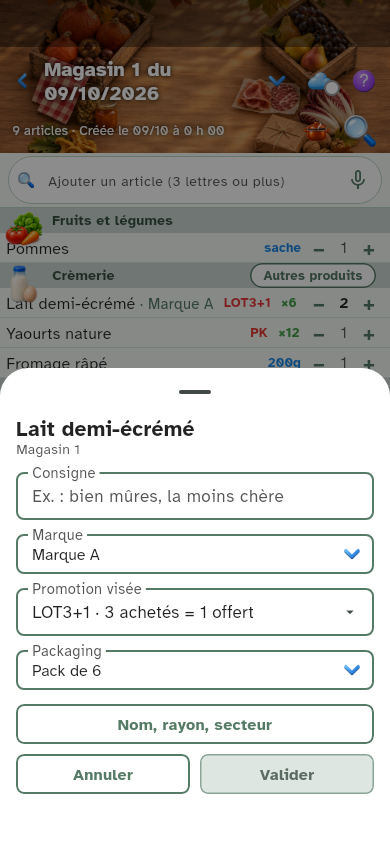 Magasin 1 du
09/10/2026
?
9 articles · Créée le 09/10 à 0 h 00
Ajouter un article (3 lettres ou plus)
Fruits et légumes
Pommes sache − 1 +
Crèmerie Autres produits
Lait demi-écrémé · Marque A LOT3+1 ×6 − 2 +
Yaourts nature PK ×12 − 1 +
Fromage râpé 200g − 1 +
Lait demi-écrémé
Magasin 1
Consigne
Ex. : bien mûres, la moins chère
Marque
Marque A
Promotion visée
LOT3+1 · 3 achetés = 1 offert
Packaging
Pack de 6
Nom, rayon, secteur
Annuler Valider